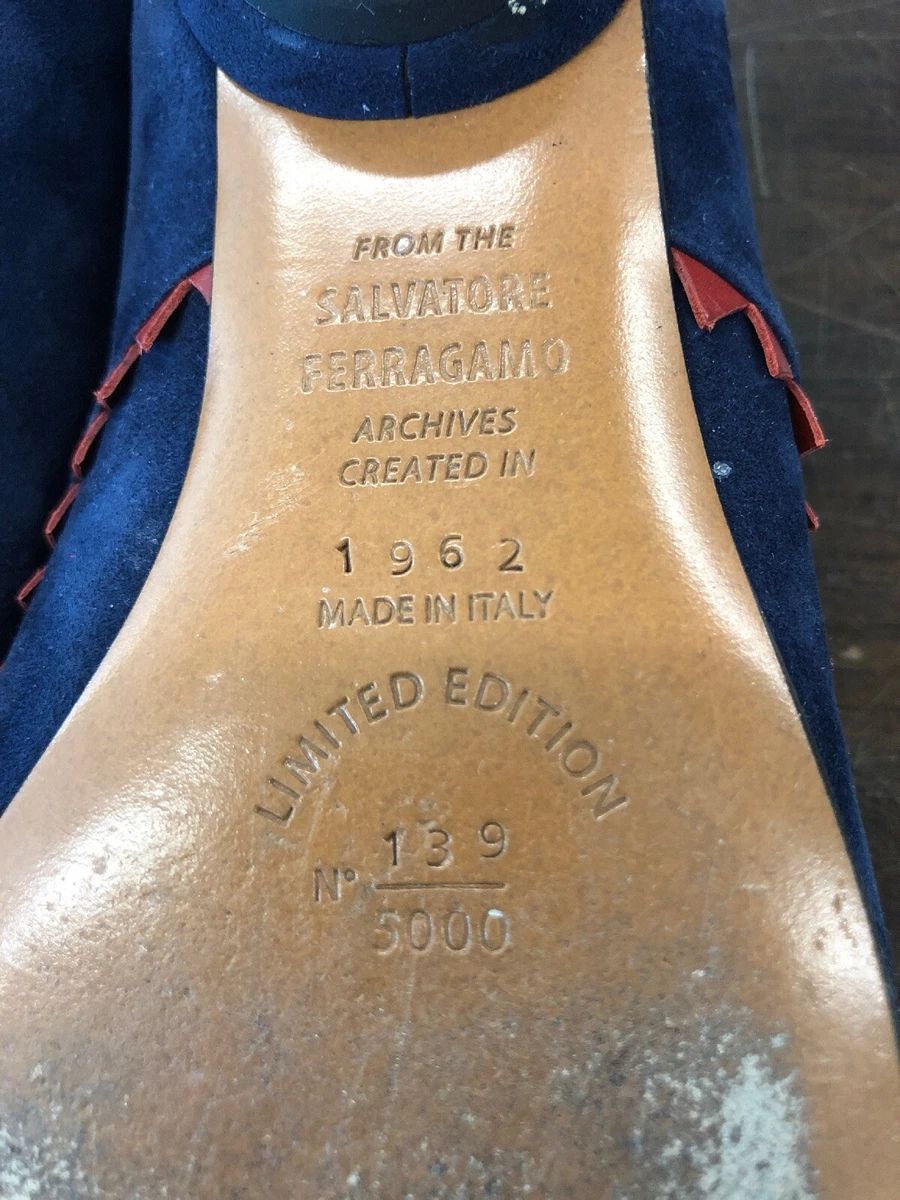 FROM THE
SALVATORE
FERRAGAMO
ARCHIVES
CREATED IN
1962
MADE IN ITALY
LIMITED EDITION
N° 139
5000